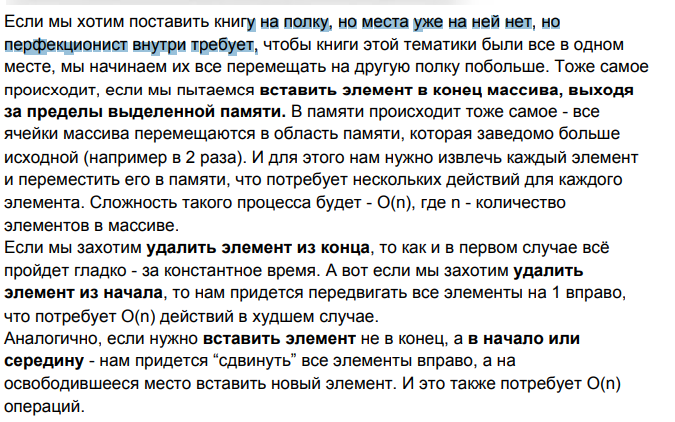 Если мы хотим поставить книгу на полку, но места уже на ней нет, но
перфекционист внутри требует, чтобы книги этой тематики были все в одном
месте, мы начинаем их все перемещать на другую полку побольше. Тоже самое
происходит, если мы пытаемся вставить элемент в конец массива, выходя
за пределы выделенной памяти. В памяти происходит тоже самое - все
ячейки массива перемещаются в область памяти, которая заведомо больше
исходной (например в 2 раза). И для этого нам нужно извлечь каждый элемент
и переместить его в памяти, что потребует нескольких действий для каждого
элемента. Сложность такого процесса будет - O(n), где n - количество
элементов в массиве.
Если мы захотим удалить элемент из конца, то как и в первом случае всё
пройдет гладко - за константное время. А вот если мы захотим удалить
элемент из начала, то нам придется передвигать все элементы на 1 вправо,
что потребует O(n) действий в худшем случае.
Аналогично, если нужно вставить элемент не в конец, а в начало или
середину - нам придется “сдвинуть” все элементы вправо, а на
освободившееся место вставить новый элемент. И это также потребует O(n)
операций.